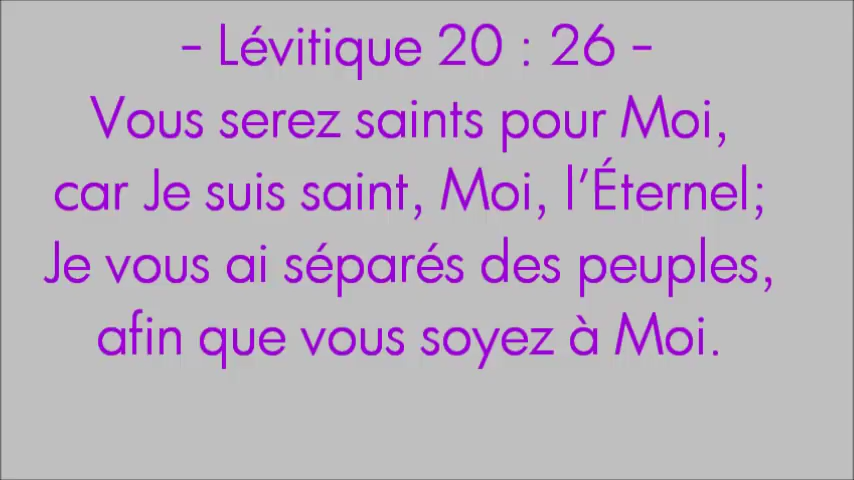 - Lévitique 20 : 26 -
Vous serez saints pour Moi,
car Je suis saint, Moi, l’Éternel;
Je vous ai séparés des peuples,
afin que vous soyez à Moi.